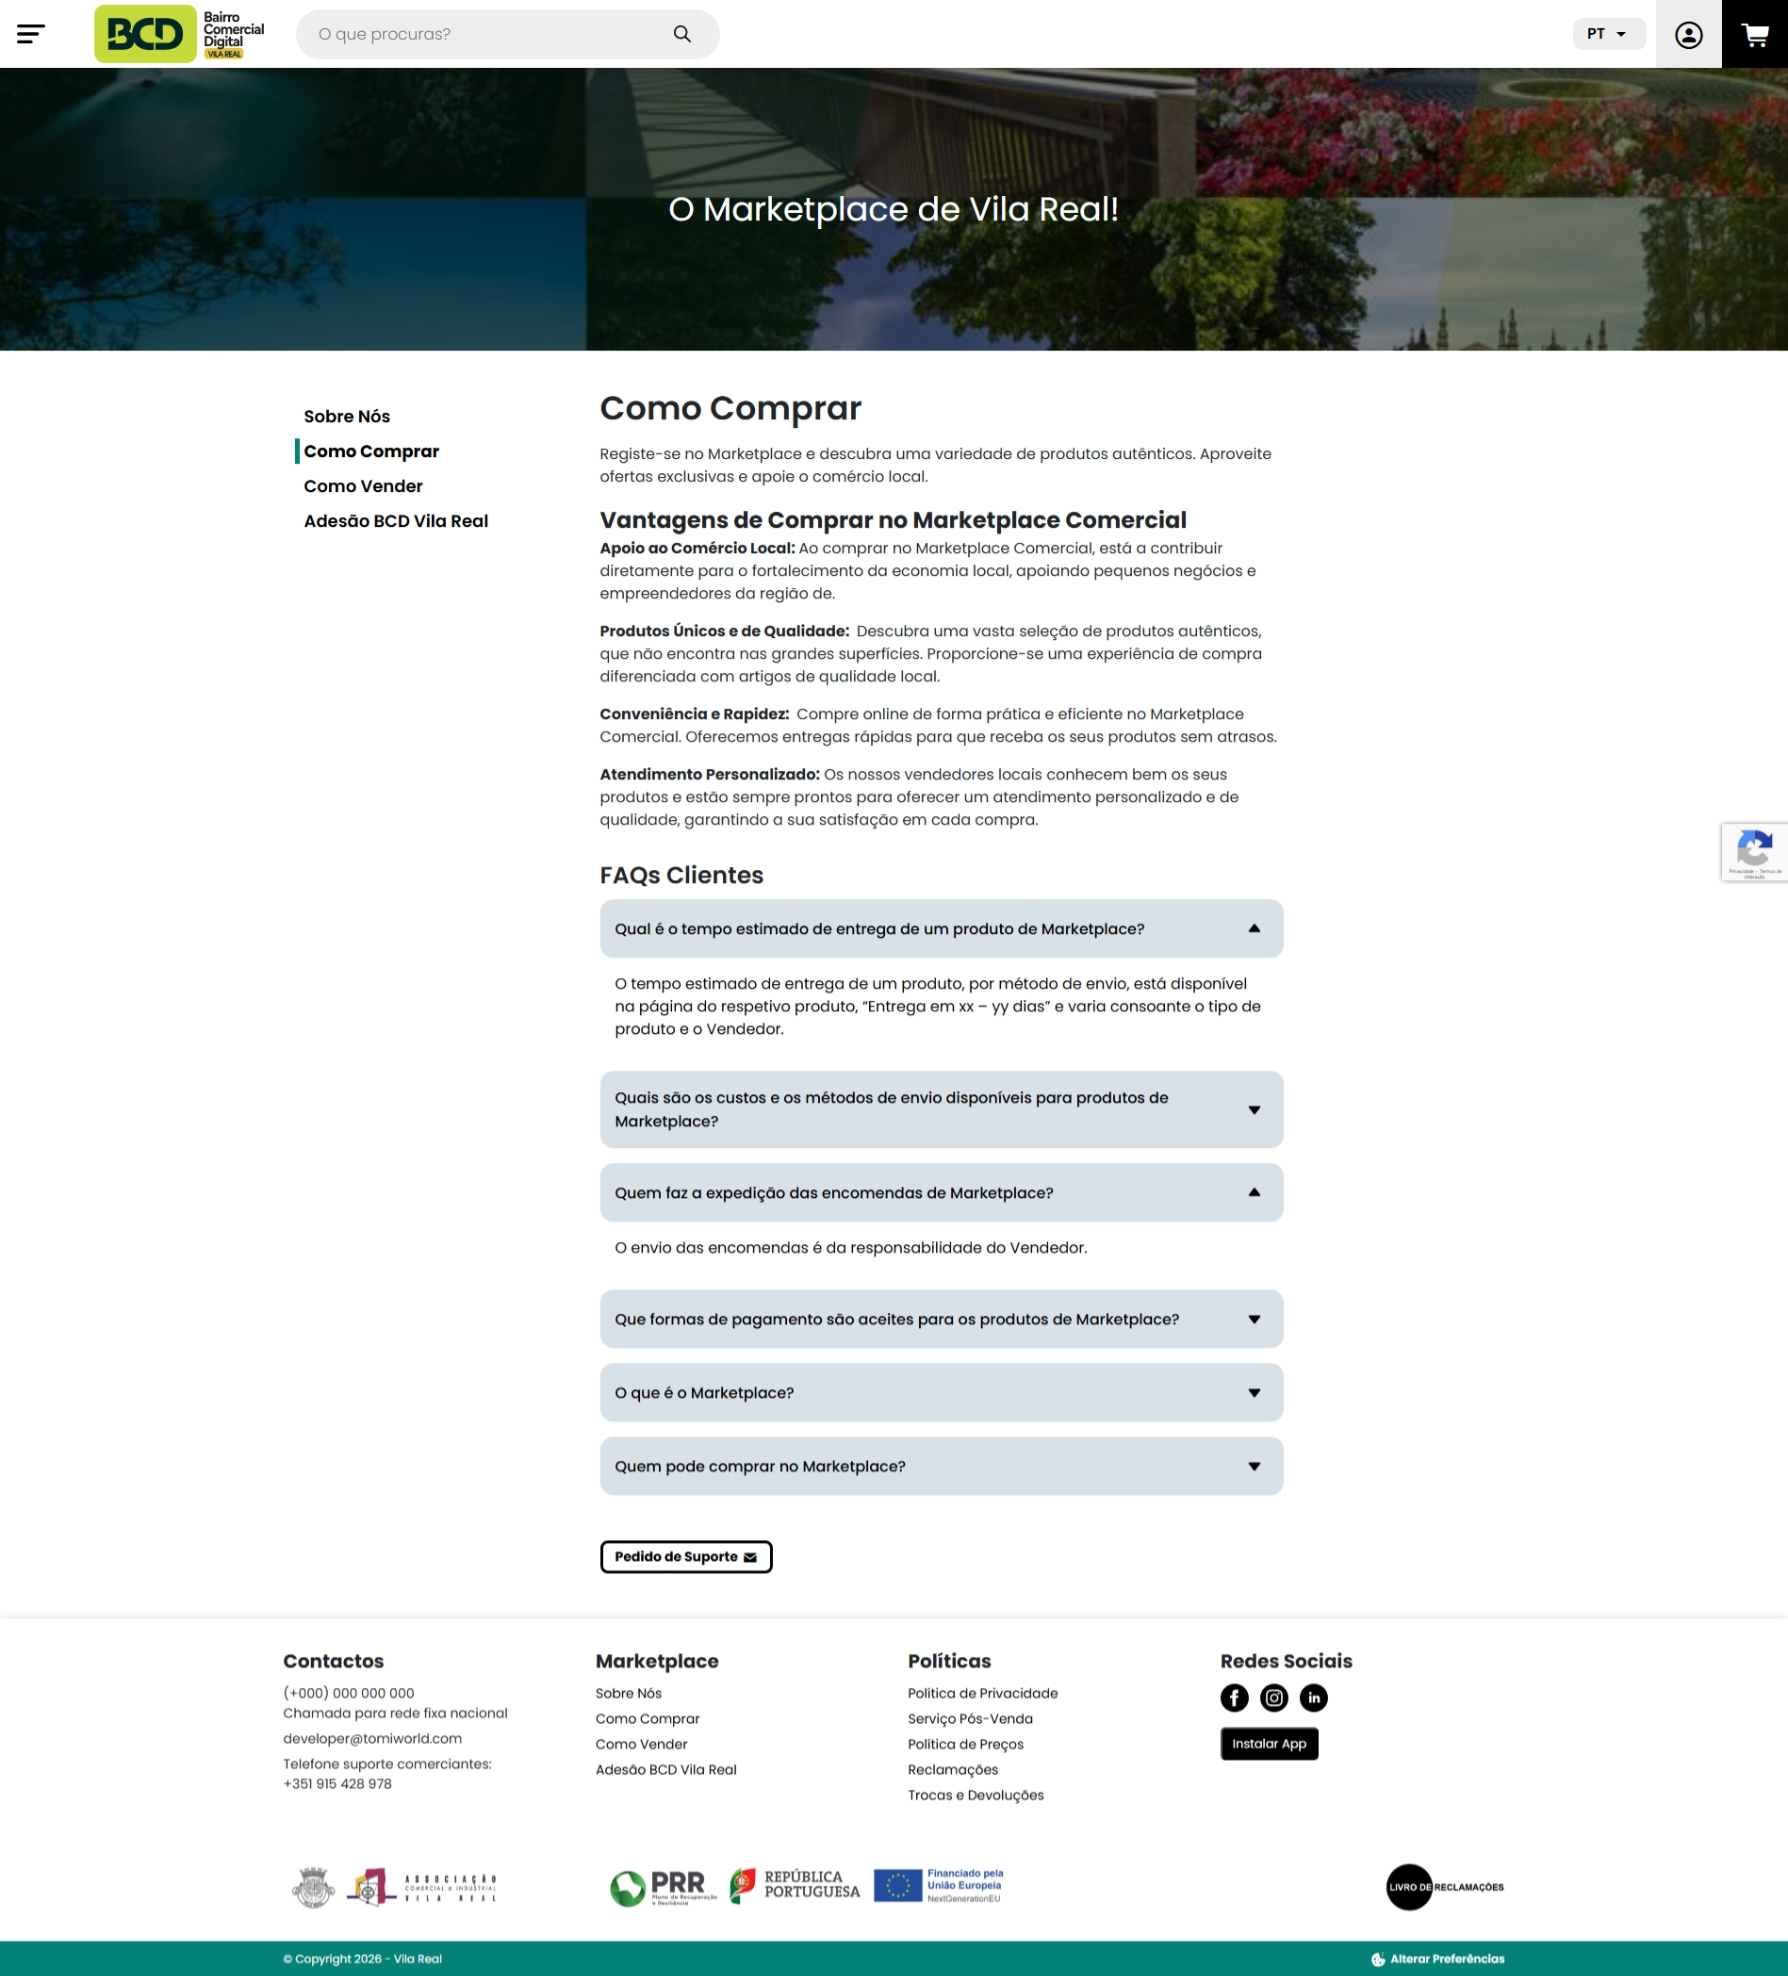 BCD
Bairro
Comercial
Digital
VILA REAL
O que procuras?
PT
O Marketplace de Vila Real!
Sobre Nós
Como Comprar
Como Vender
Adesão BCD Vila Real
Como Comprar
Registe-se no Marketplace e descubra uma variedade de produtos autênticos. Aproveite
ofertas exclusivas e apoie o comércio local.
Vantagens de Comprar no Marketplace Comercial
Apoio ao Comércio Local: Ao comprar no Marketplace Comercial, está a contribuir
diretamente para o fortalecimento da economia local, apoiando pequenos negócios e
empreendedores da região de.
Produtos Únicos e de Qualidade: Descubra uma vasta seleção de produtos autênticos,
que não encontra nas grandes superfícies. Proporcione-se uma experiência de compra
diferenciada com artigos de qualidade local.
Conveniência e Rapidez: Compre online de forma prática e eficiente no Marketplace
Comercial. Oferecemos entregas rápidas para que receba os seus produtos sem atrasos.
Atendimento Personalizado: Os nossos vendedores locais conhecem bem os seus
produtos e estão sempre prontos para oferecer um atendimento personalizado e de
qualidade, garantindo a sua satisfação em cada compra.
Privacidade - Termos de
Utilização
FAQs Clientes
Qual é o tempo estimado de entrega de um produto de Marketplace?
O tempo estimado de entrega de um produto, por método de envio, está disponível
na página do respetivo produto, “Entrega em xx – yy dias” e varia consoante o tipo de
produto e o Vendedor.
Quais são os custos e os métodos de envio disponíveis para produtos de
Marketplace?
Quem faz a expedição das encomendas de Marketplace?
O envio das encomendas é da responsabilidade do Vendedor.
Que formas de pagamento são aceites para os produtos de Marketplace?
O que é o Marketplace?
Quem pode comprar no Marketplace?
Pedido de Suporte
Contactos
(+000) 000 000 000
Chamada para rede fixa nacional
developer@tomiworld.com
Telefone suporte comerciantes:
+351 915 428 978
Marketplace
Sobre Nós
Como Comprar
Como Vender
Adesão BCD Vila Real
Políticas
Política de Privacidade
Serviço Pós-Venda
Política de Preços
Reclamações
Trocas e Devoluções
Redes Sociais
Instalar App
ASSOCIAÇÃO
COMERCIAL e INDUSTRIAL
VILA REAL
PRR
Plano de Recuperação
e Resiliência
REPÚBLICA
PORTUGUESA
Financiado pela
União Europeia
NextGenerationEU
LIVRO DE RECLAMAÇÕES
© Copyright 2026 - Vila Real
Alterar Preferências